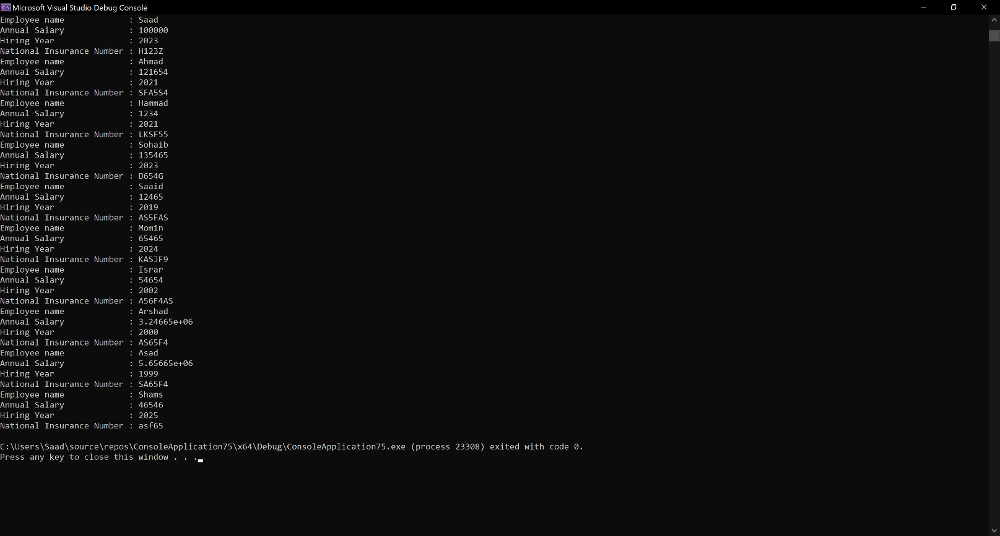 Microsoft Visual Studio Debug Console
Employee name             : Saad
Annual Salary             : 100000
Hiring Year               : 2023
National Insurance Number : H123Z
Employee name             : Ahmad
Annual Salary             : 121654
Hiring Year               : 2021
National Insurance Number : SFA5S4
Employee name             : Hammad
Annual Salary             : 1234
Hiring Year               : 2021
National Insurance Number : LKSF55
Employee name             : Sohaib
Annual Salary             : 135465
Hiring Year               : 2023
National Insurance Number : D654G
Employee name             : Saaid
Annual Salary             : 12465
Hiring Year               : 2019
National Insurance Number : AS5FAS
Employee name             : Momin
Annual Salary             : 65465
Hiring Year               : 2024
National Insurance Number : KASJF9
Employee name             : Israr
Annual Salary             : 54654
Hiring Year               : 2002
National Insurance Number : A56F4AS
Employee name             : Arshad
Annual Salary             : 3.24665e+06
Hiring Year               : 2000
National Insurance Number : AS65F4
Employee name             : Asad
Annual Salary             : 5.65665e+06
Hiring Year               : 1999
National Insurance Number : SA65F4
Employee name             : Shams
Annual Salary             : 46546
Hiring Year               : 2025
National Insurance Number : asf65
C:\Users\Saad\source\repos\ConsoleApplication75\x64\Debug\ConsoleApplication75.exe (process 23308) exited with code 0.
Press any key to close this window . . .